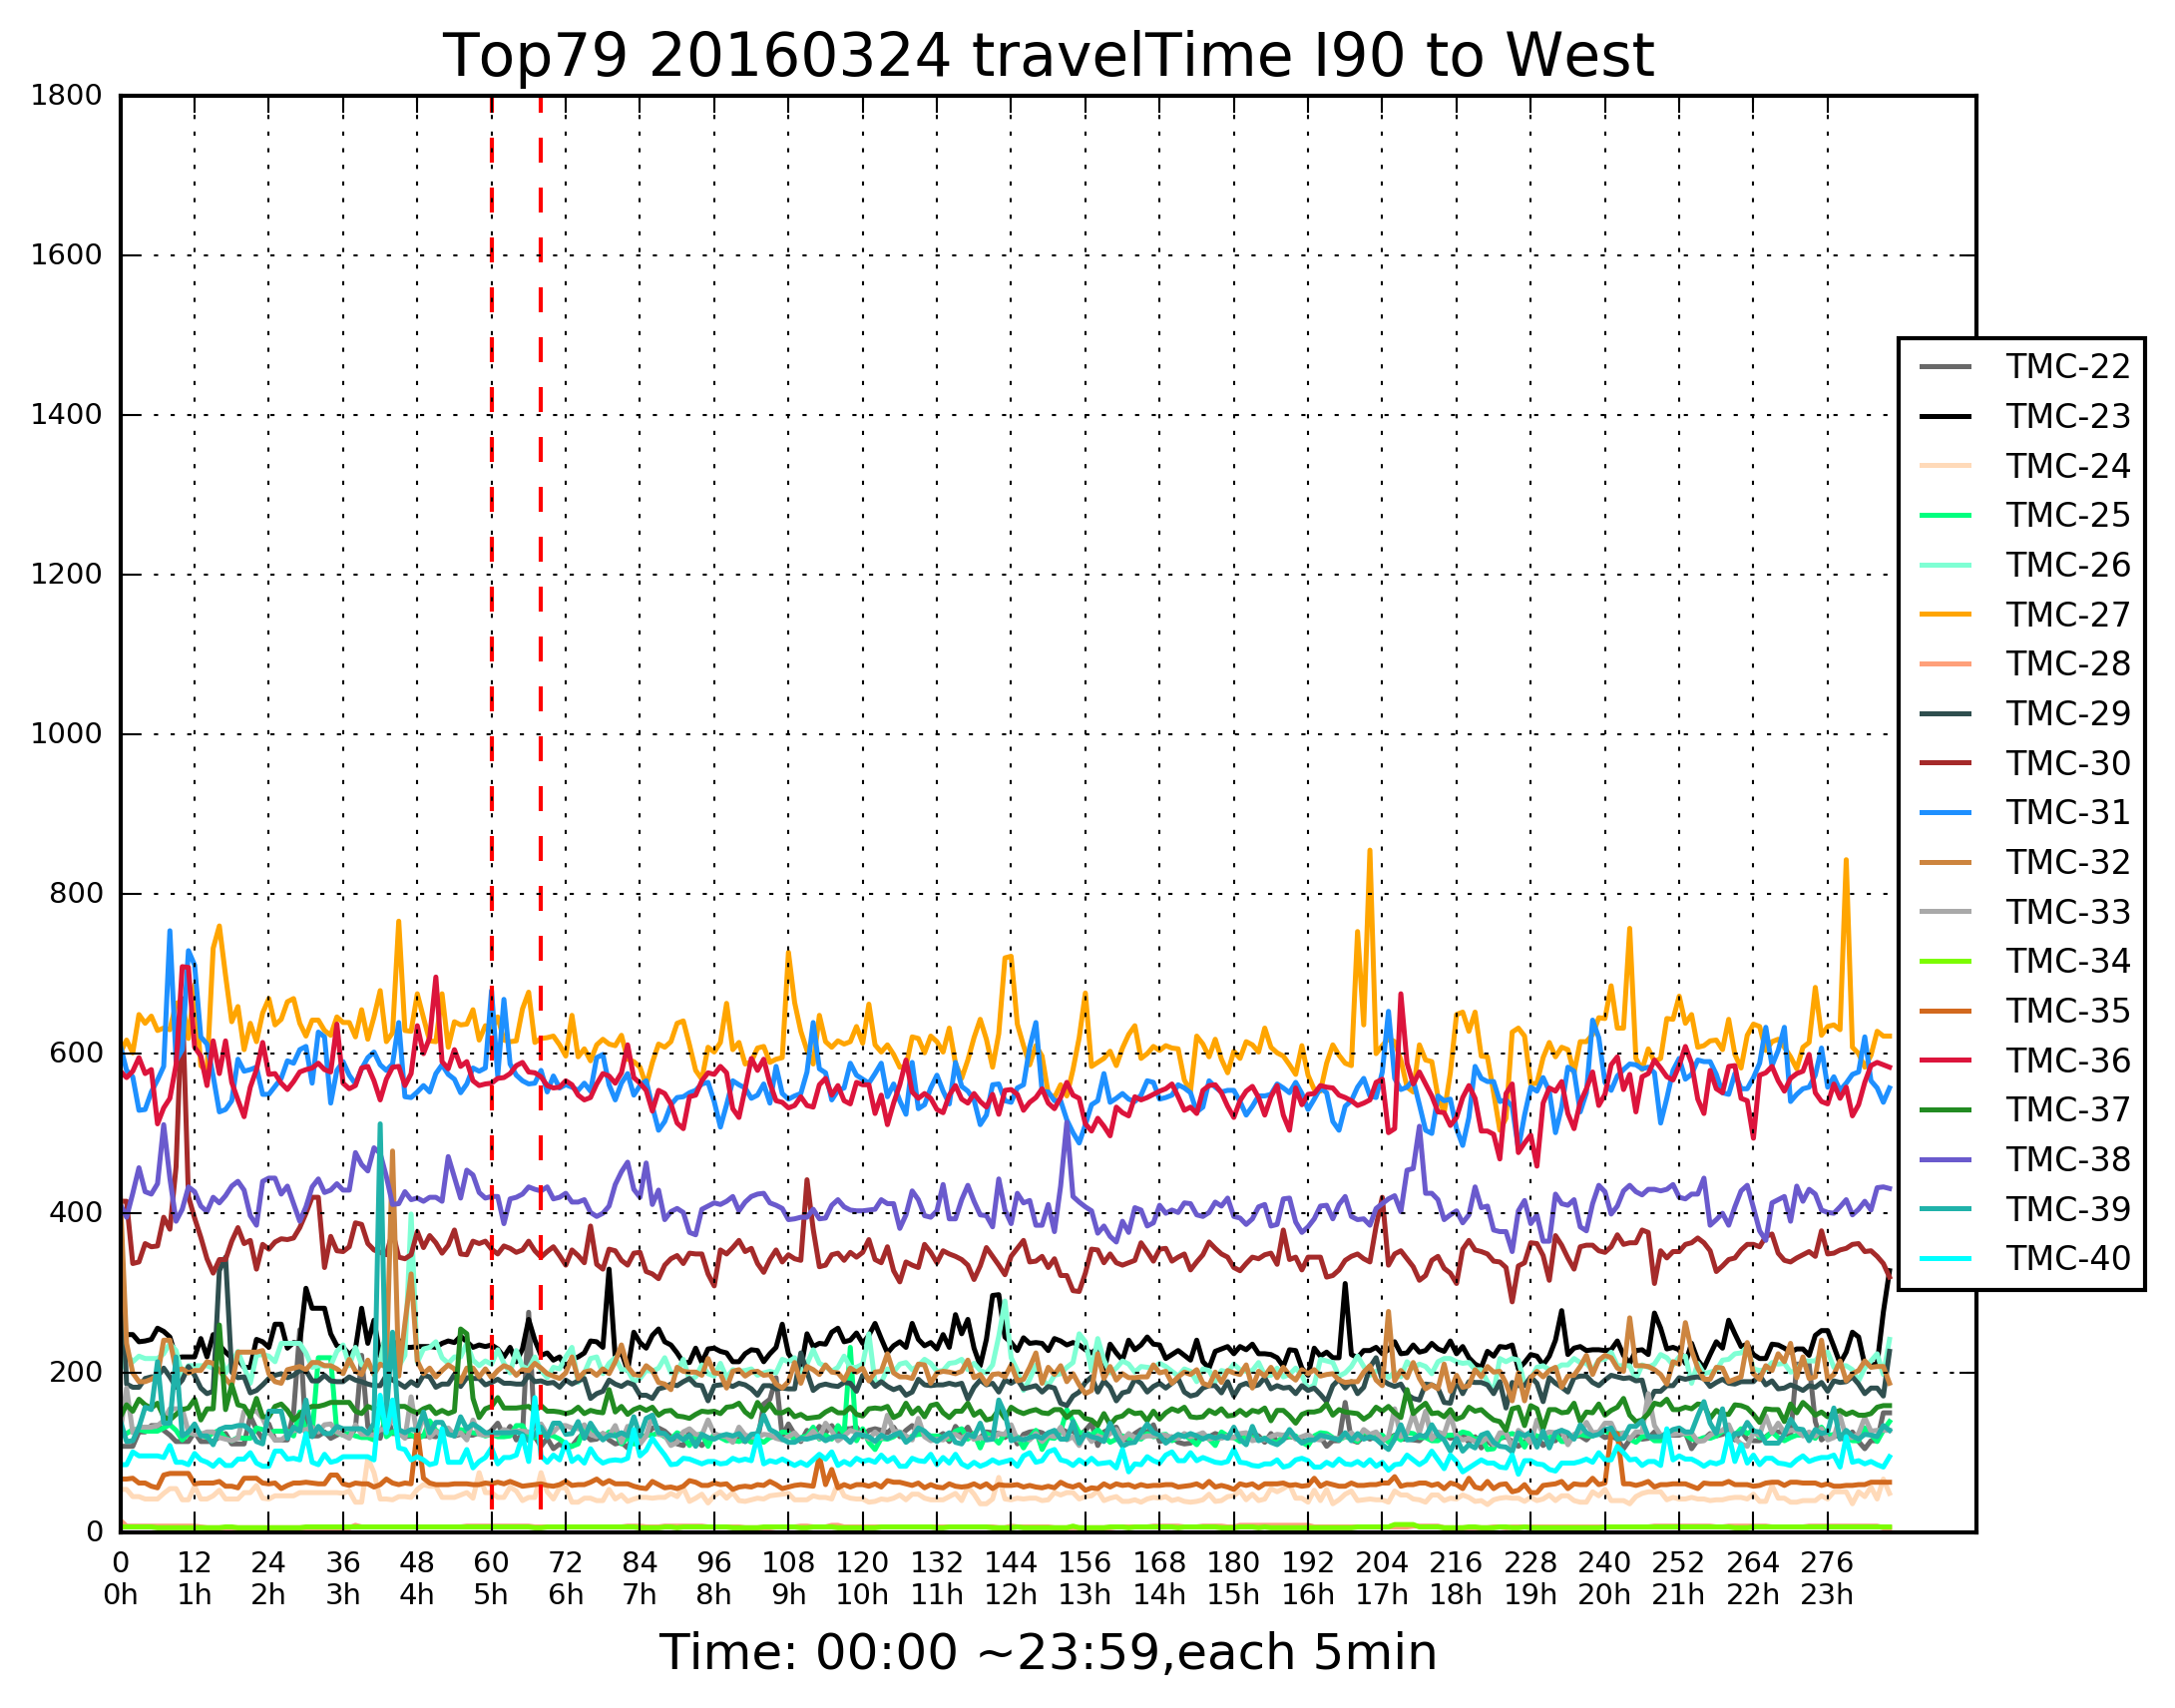 Top79 20160324 travelTime I90 to West
1800
1600
1400
1200
1000
800
600
400
200
0
TMC-22
TMC-23
TMC-24
TMC-25
TMC-26
TMC-27
TMC-28
TMC-29
TMC-30
TMC-31
TMC-32
TMC-33
TMC-34
TMC-35
TMC-36
TMC-37
TMC-38
TMC-39
TMC-40
0 12 24 36 48 60 72 84 96 108 120 132 144 156 168 180 192 204 216 228 240 252 264 276
0h 1h 2h 3h 4h 5h 6h 7h 8h 9h 10h 11h 12h 13h 14h 15h 16h 17h 18h 19h 20h 21h 22h 23h
Time: 00:00 ~23:59,each 5min